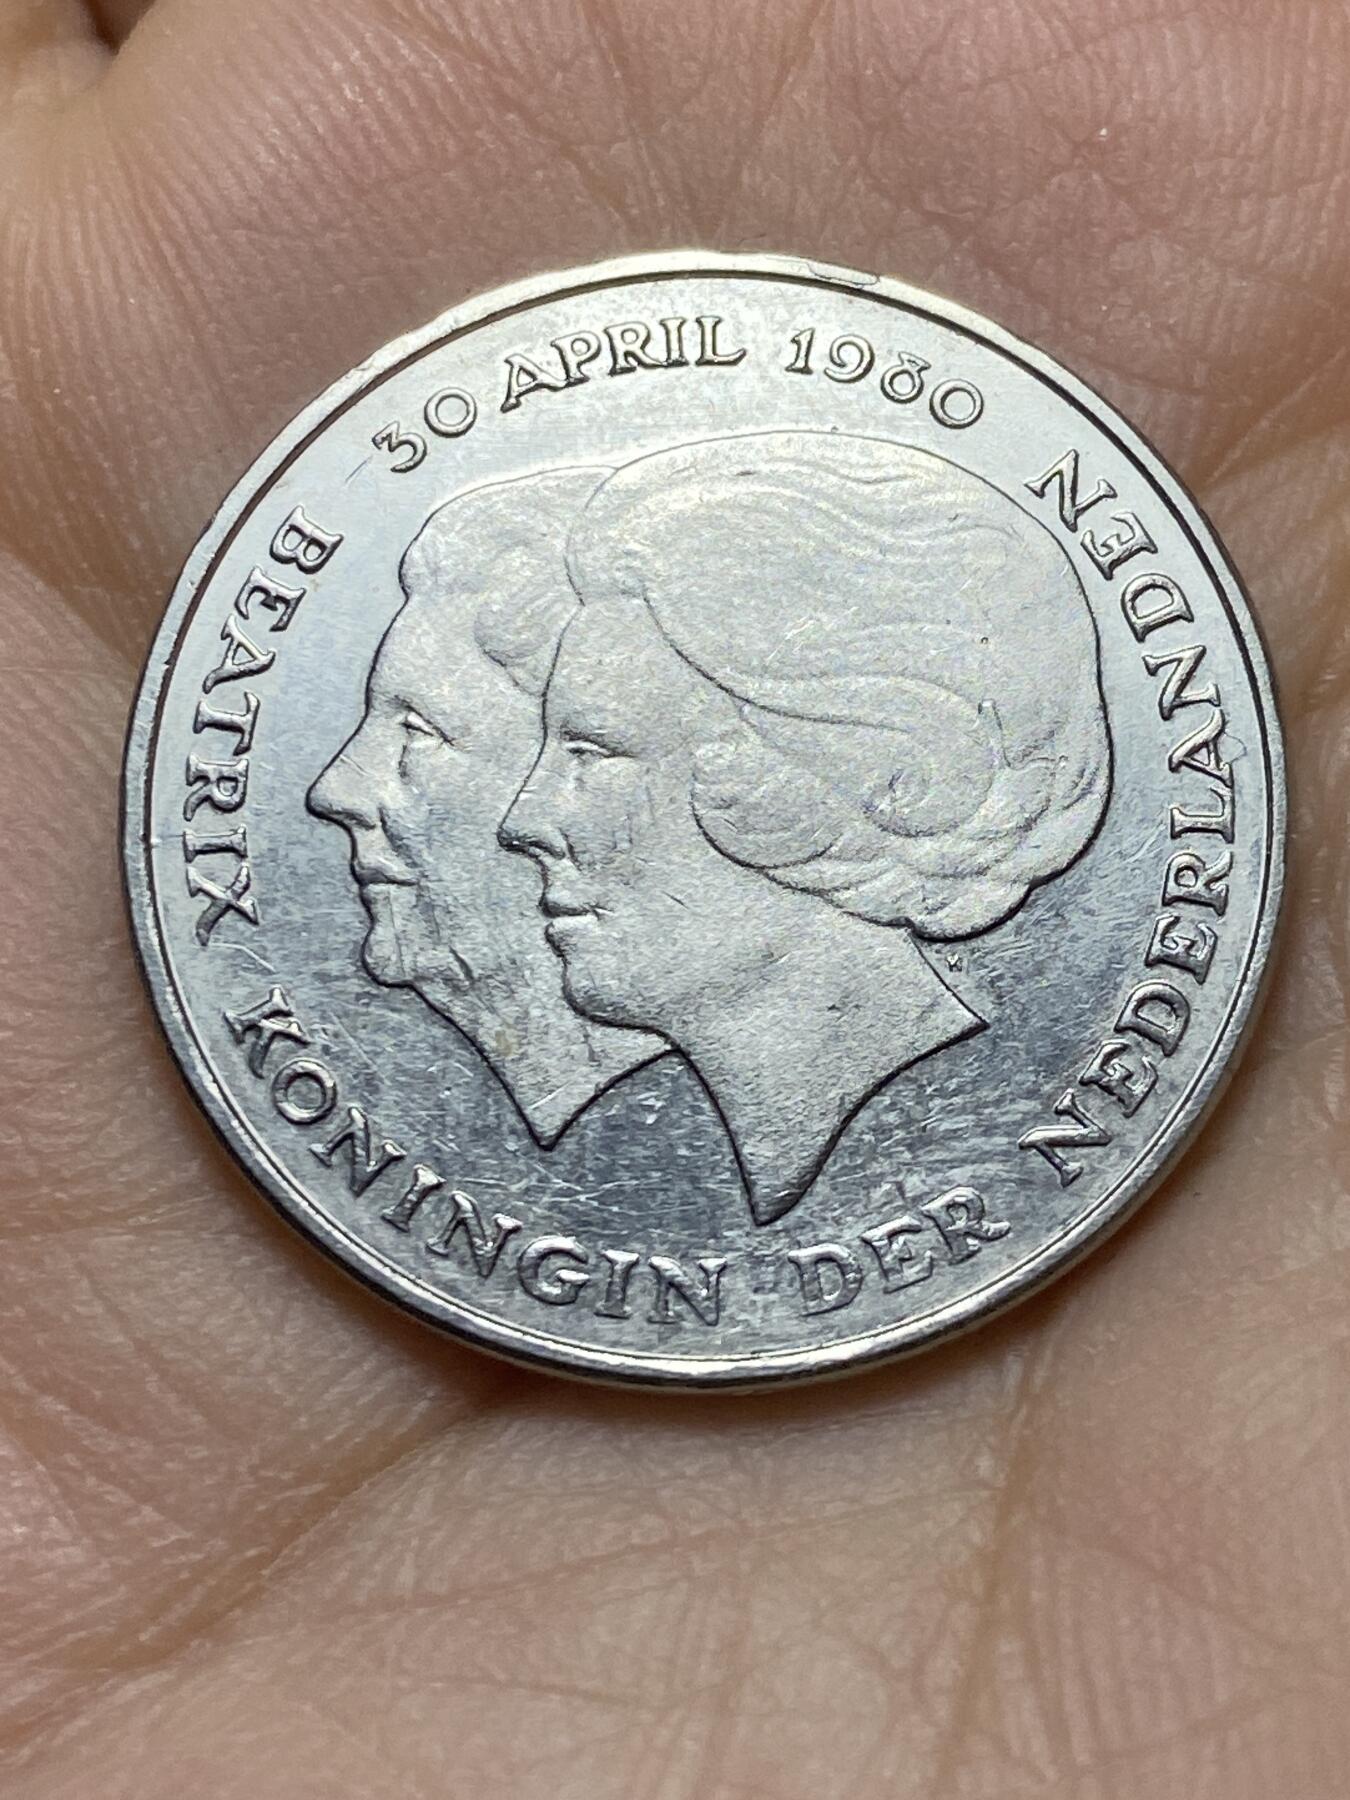 30 APRIL 1980
BEATRIX KONINGIN DER NEDERLANDEN